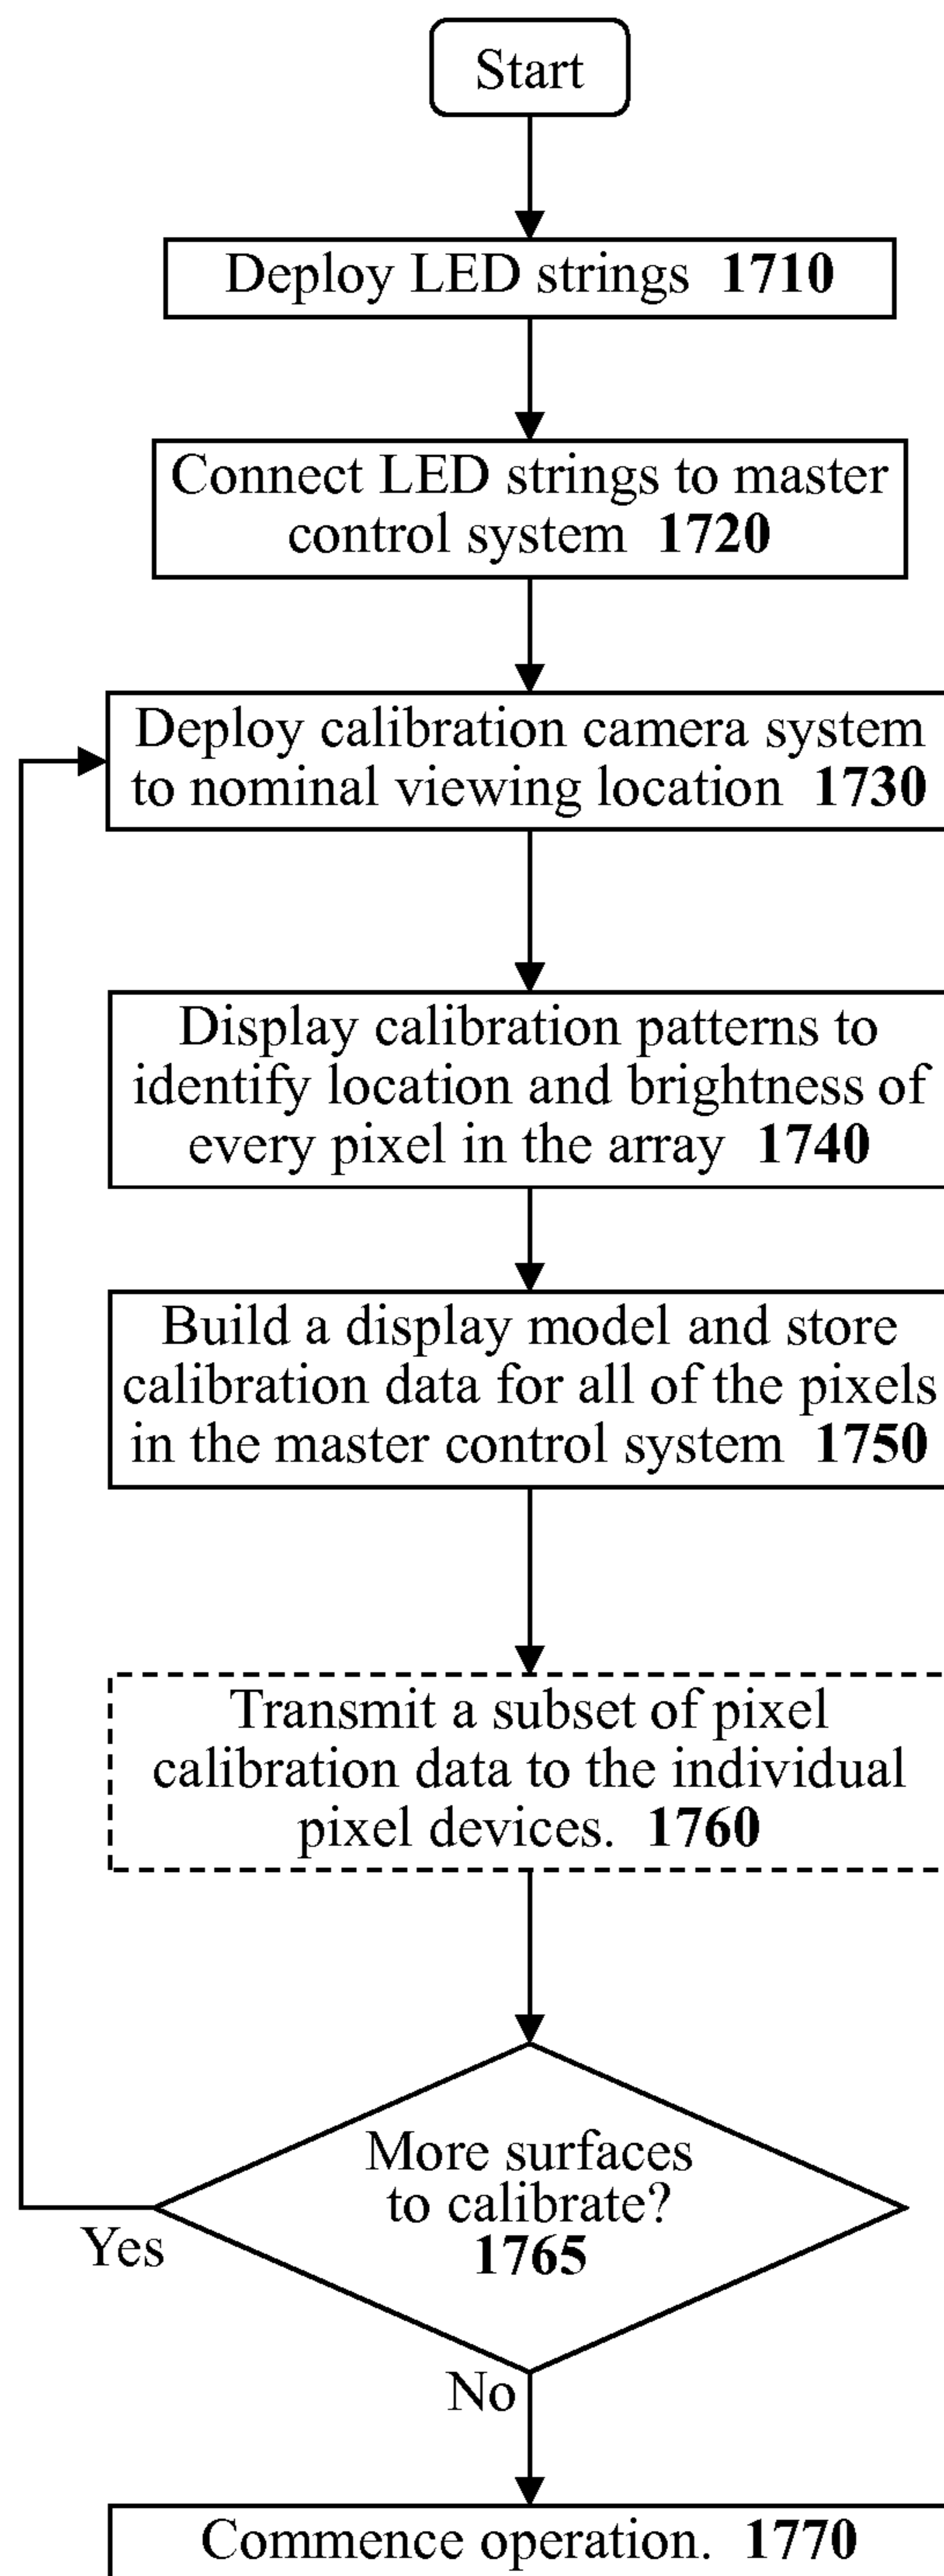 Start
Deploy LED strings 1710
Connect LED strings to master
control system 1720
Deploy calibration camera system
to nominal viewing location 1730
Display calibration patterns to
identify location and brightness of
every pixel in the array 1740
Build a display model and store
calibration data for all of the pixels
in the master control system 1750
Transmit a subset of pixel
calibration data to the individual
pixel devices. 1760
More surfaces
to calibrate?
1765
Yes
No
Commence operation. 1770